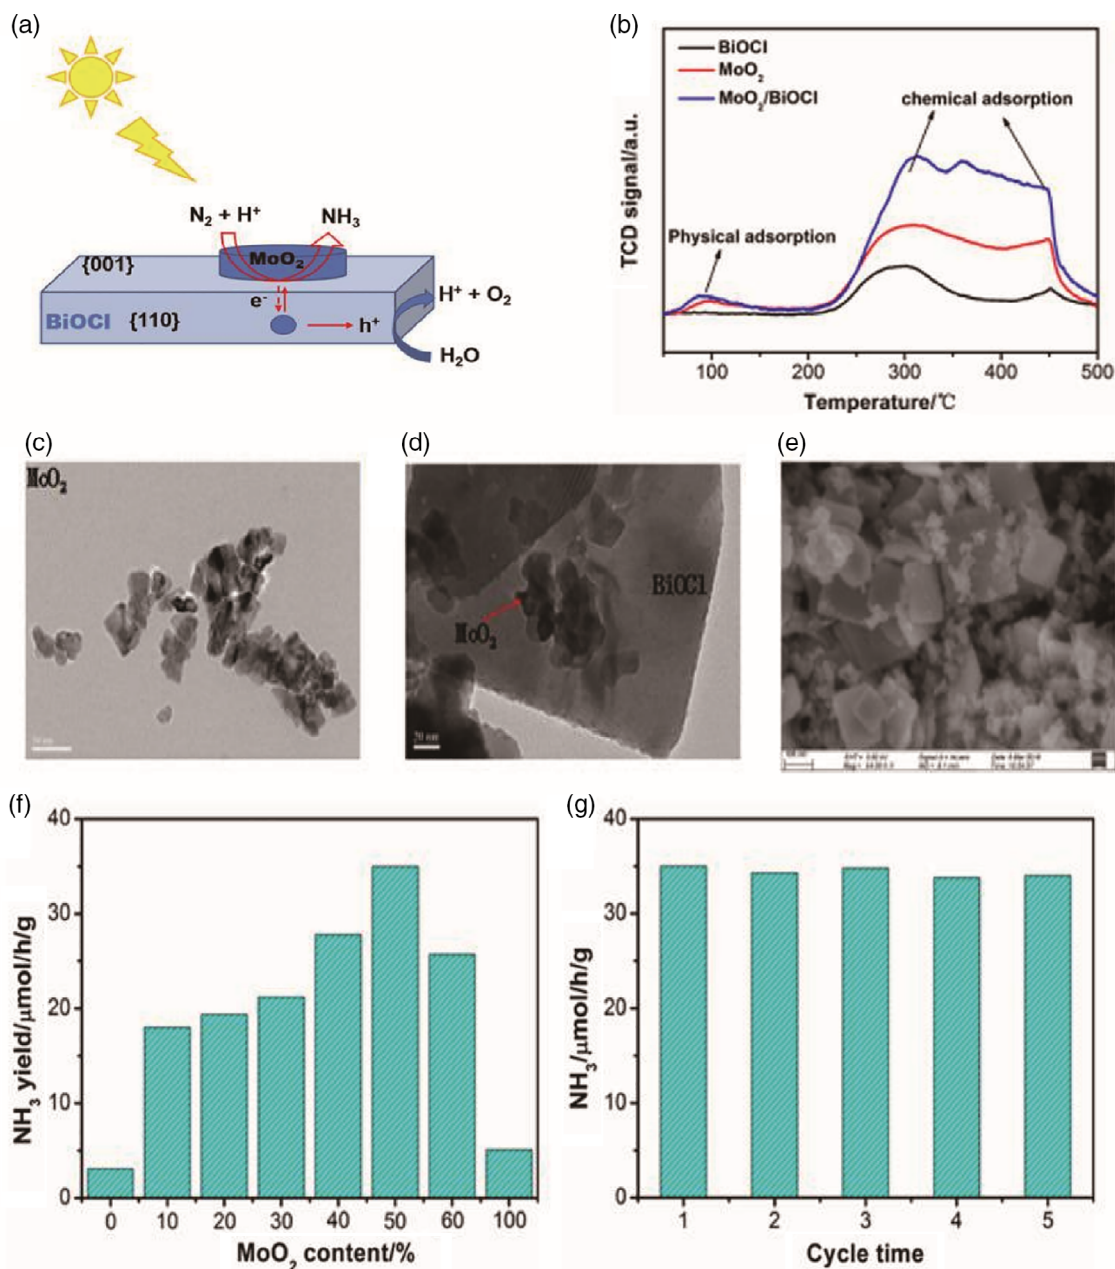 (a)
N₂ + H⁺
NH₃
MoO₂
{001}
e⁻
H⁺ + O₂
BiOCl
{110}
h⁺
H₂O
(b)
BiOCl
MoO₂
MoO₂/BiOCl
chemical adsorption
Physical adsorption
TCD signal/a.u.
100
200
300
400
500
Temperature/℃
(c)
MoO₂
(d)
BiOCl
MoO₂
20 nm
(e)
(f)
40
30
20
10
0
NH₃ yield/μmol/h/g
0
10
20
30
40
50
60
100
MoO₂ content/%
(g)
40
30
20
10
0
NH₃/μmol/h/g
1
2
3
4
5
Cycle time